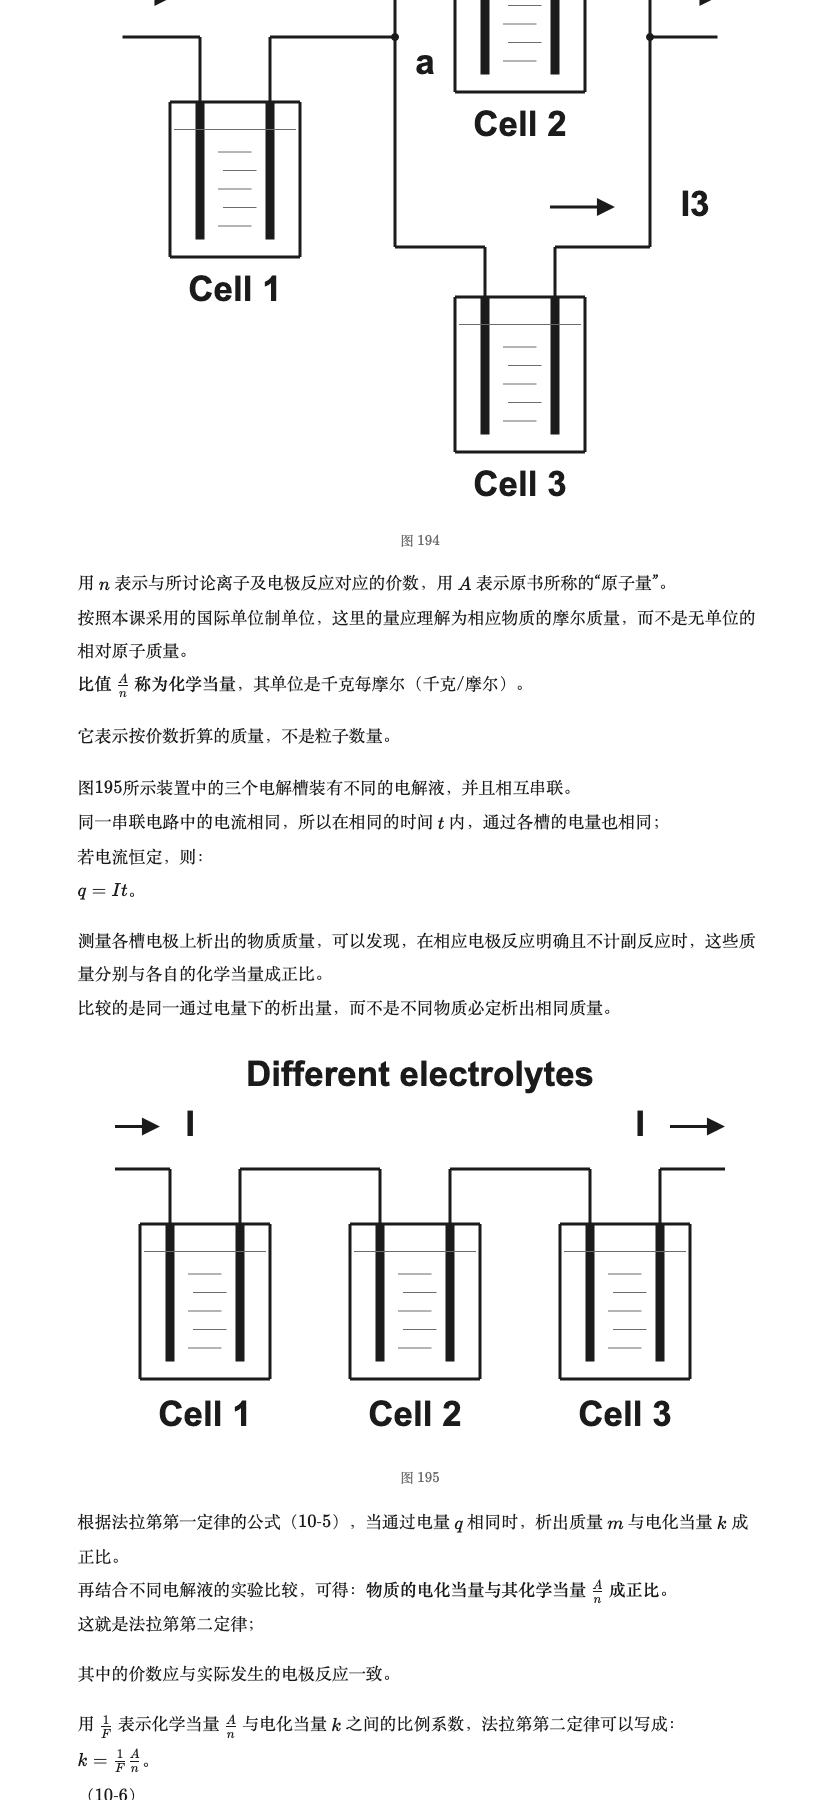 a
Cell 2
I3
Cell 1
Cell 3
图 194
用 n 表示与所讨论离子及电极反应对应的价数，用 A 表示原书所称的“原子量”。
按照本课采用的国际单位制单位，这里的量应理解为相应物质的摩尔质量，而不是无单位的
相对原子质量。
比值 A/n 称为化学当量，其单位是千克每摩尔（千克/摩尔）。
它表示按价数折算的质量，不是粒子数量。
图195所示装置中的三个电解槽装有不同的电解液，并且相互串联。
同一串联电路中的电流相同，所以在相同的时间 t 内，通过各槽的电量也相同；
若电流恒定，则：
q = It。
测量各槽电极上析出的物质质量，可以发现，在相应电极反应明确且不计副反应时，这些质
量分别与各自的化学当量成正比。
比较的是同一通过电量下的析出量，而不是不同物质必定析出相同质量。
Different electrolytes
I I
Cell 1 Cell 2 Cell 3
图 195
根据法拉第第一定律的公式（10-5），当通过电量 q 相同时，析出质量 m 与电化当量 k 成
正比。
再结合不同电解液的实验比较，可得：物质的电化当量与其化学当量 A/n 成正比。
这就是法拉第第二定律；
其中的价数应与实际发生的电极反应一致。
用 1/F 表示化学当量 A/n 与电化当量 k 之间的比例系数，法拉第第二定律可以写成：
k = 1/F A/n。
（10-6）